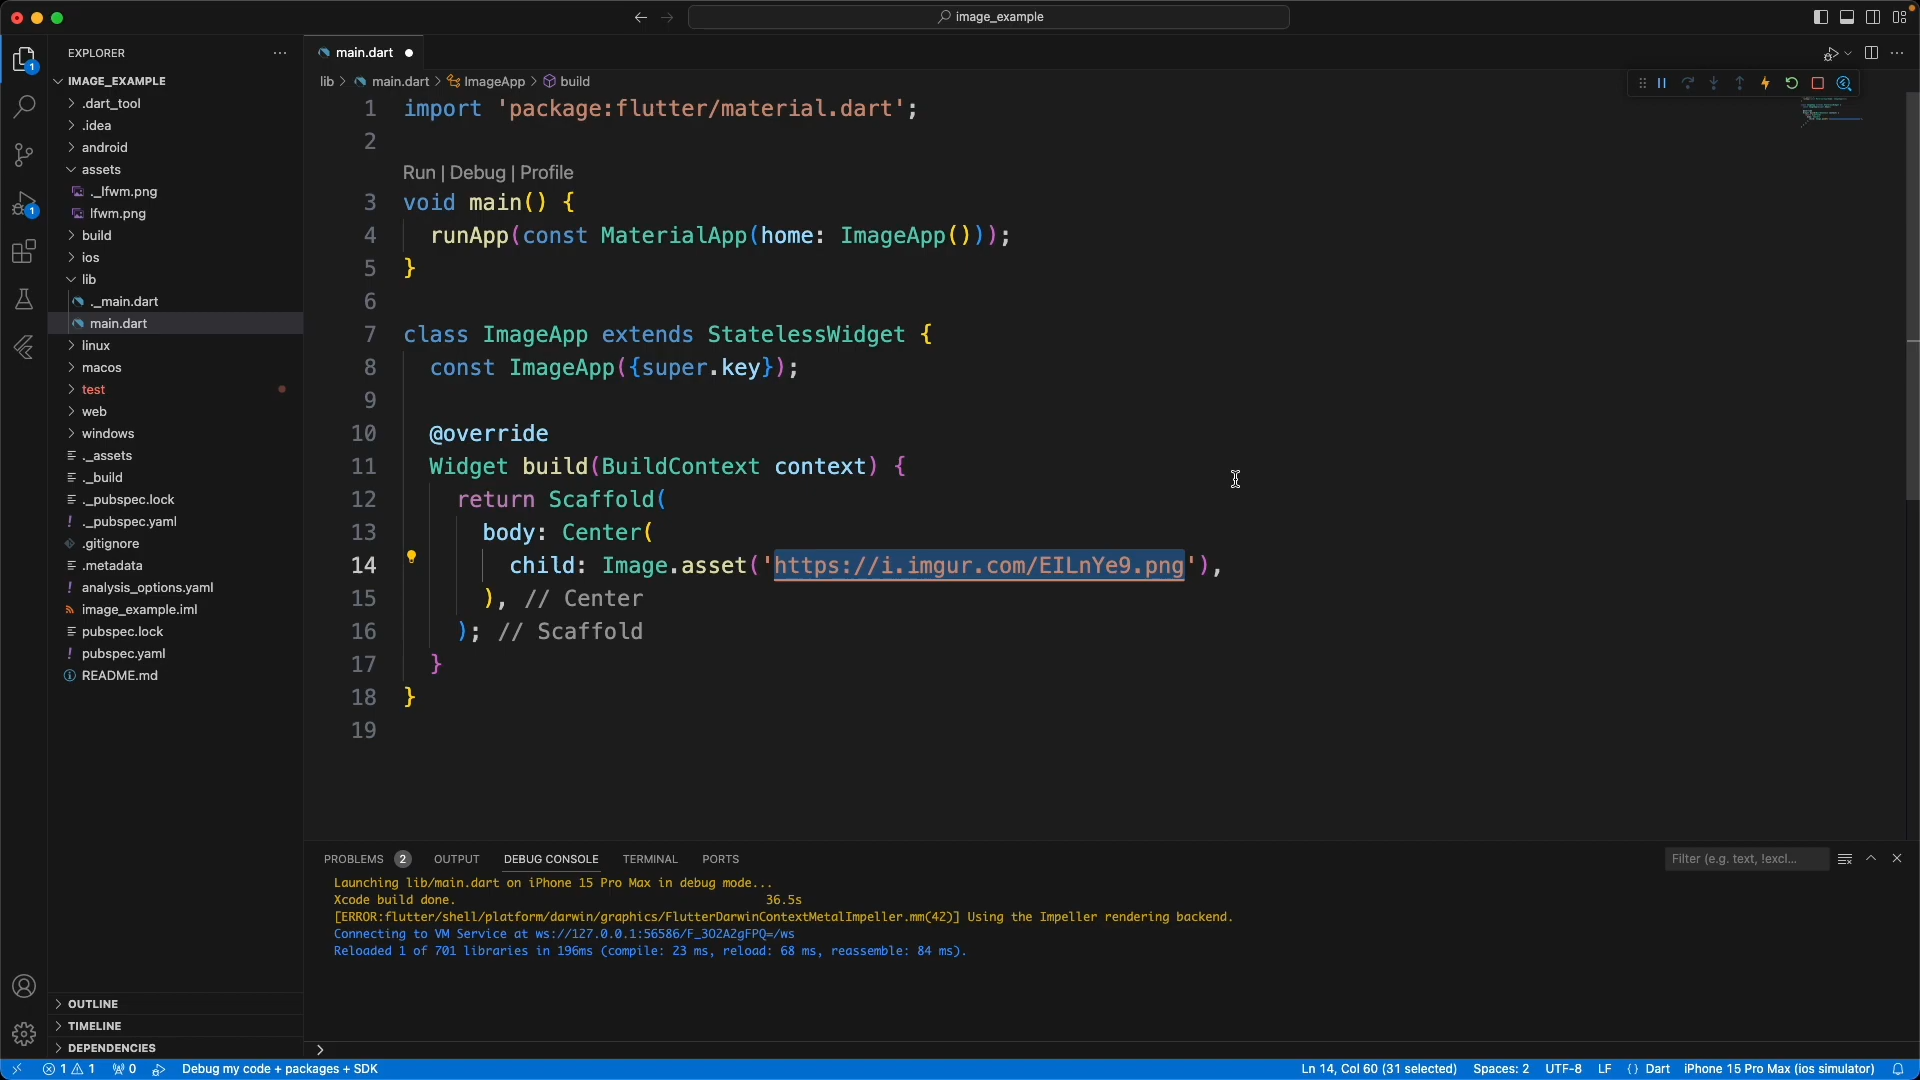 image_example
EXPLORER
IMAGE_EXAMPLE
.dart_tool
.idea
android
assets
._lfwm.png
lfwm.png
build
ios
lib
._main.dart
main.dart
linux
macos
test
web
windows
._assets
._build
._pubspec.lock
._pubspec.yaml
.gitignore
.metadata
analysis_options.yaml
image_example.iml
pubspec.lock
pubspec.yaml
README.md
OUTLINE
TIMELINE
DEPENDENCIES
main.dart
lib > main.dart > ImageApp > build
1 import 'package:flutter/material.dart';
2
Run | Debug | Profile
3 void main() {
4 runApp(const MaterialApp(home: ImageApp()));
5 }
6
7 class ImageApp extends StatelessWidget {
8 const ImageApp({super.key});
9
10 @override
11 Widget build(BuildContext context) {
12 return Scaffold(
13 body: Center(
14 child: Image.asset('https://i.imgur.com/EILnYe9.png'),
15 ), // Center
16 ); // Scaffold
17 }
18 }
19
PROBLEMS 2 OUTPUT DEBUG CONSOLE TERMINAL PORTS
Filter (e.g. text, !excl...
Launching lib/main.dart on iPhone 15 Pro Max in debug mode...
Xcode build done. 36.5s
[ERROR:flutter/shell/platform/darwin/graphics/FlutterDarwinContextMetalImpeller.mm(42)] Using the Impeller rendering backend.
Connecting to VM Service at ws://127.0.0.1:56586/F_3O2A2gFPQ=/ws
Reloaded 1 of 701 libraries in 196ms (compile: 23 ms, reload: 68 ms, reassemble: 84 ms).
1 1 0 Debug my code + packages + SDK
Ln 14, Col 60 (31 selected) Spaces: 2 UTF-8 LF {} Dart iPhone 15 Pro Max (ios simulator)